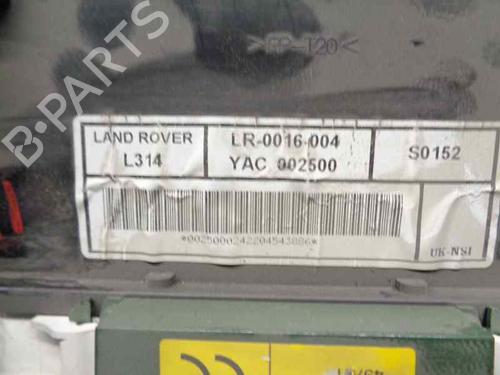 B-PARTS
>PP-T20<
LAND ROVER
L314
LR-0016-004
YAC 002500
S0152
*0025000242204543886*
UK-NSI